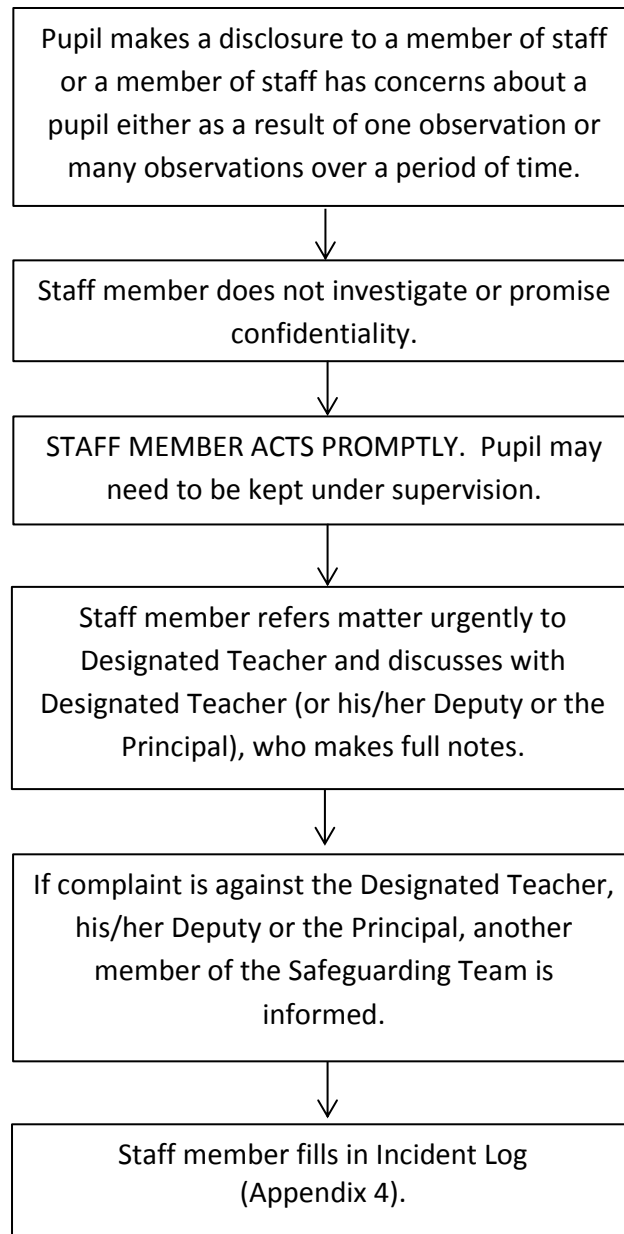 Pupil makes a disclosure to a member of staff
or a member of staff has concerns about a
pupil either as a result of one observation or
many observations over a period of time.
Staff member does not investigate or promise
confidentiality.
STAFF MEMBER ACTS PROMPTLY.  Pupil may
need to be kept under supervision.
Staff member refers matter urgently to
Designated Teacher and discusses with
Designated Teacher (or his/her Deputy or the
Principal), who makes full notes.
If complaint is against the Designated Teacher,
his/her Deputy or the Principal, another
member of the Safeguarding Team is
informed.
Staff member fills in Incident Log
(Appendix 4).